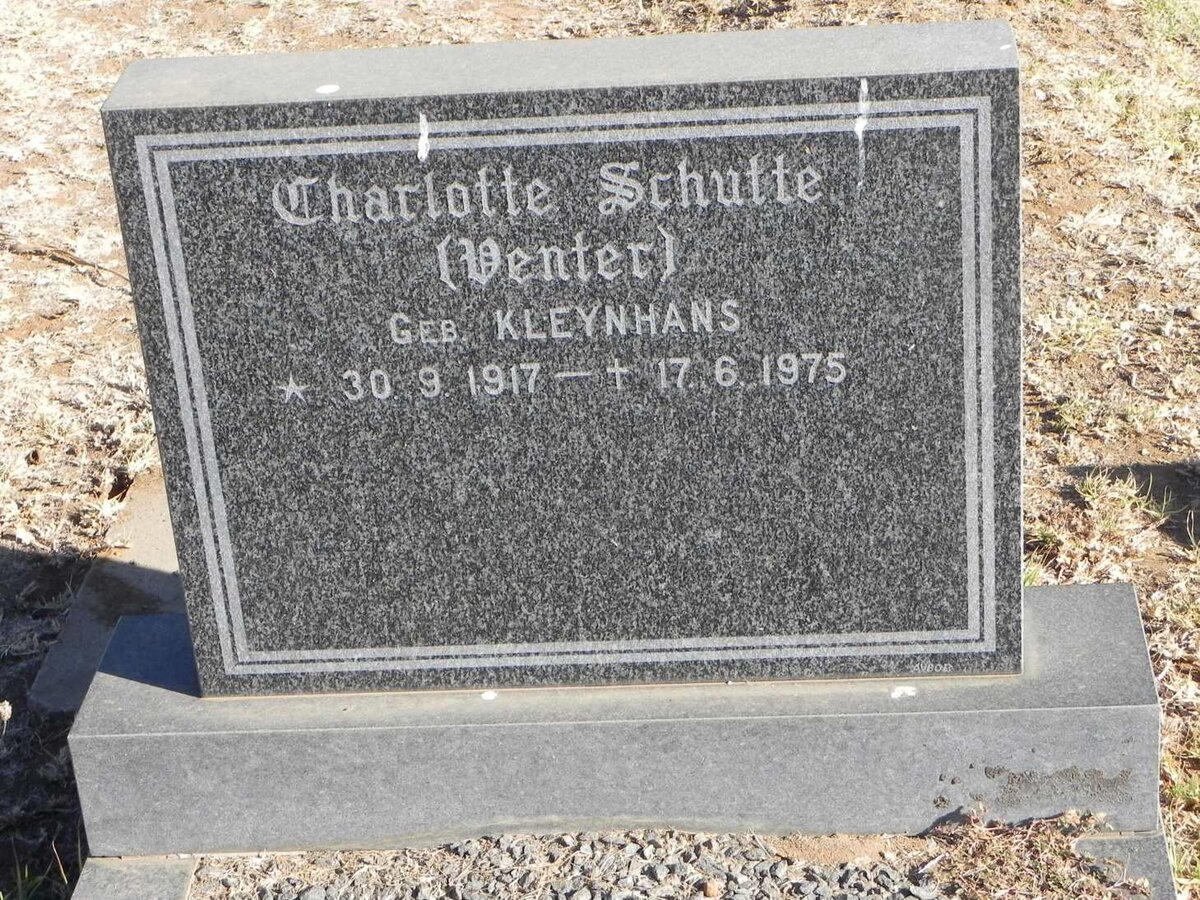 Charlotte Schutte
(Venter)
GEB. KLEYNHANS
★ 30.9.1917 — † 17.6.1975